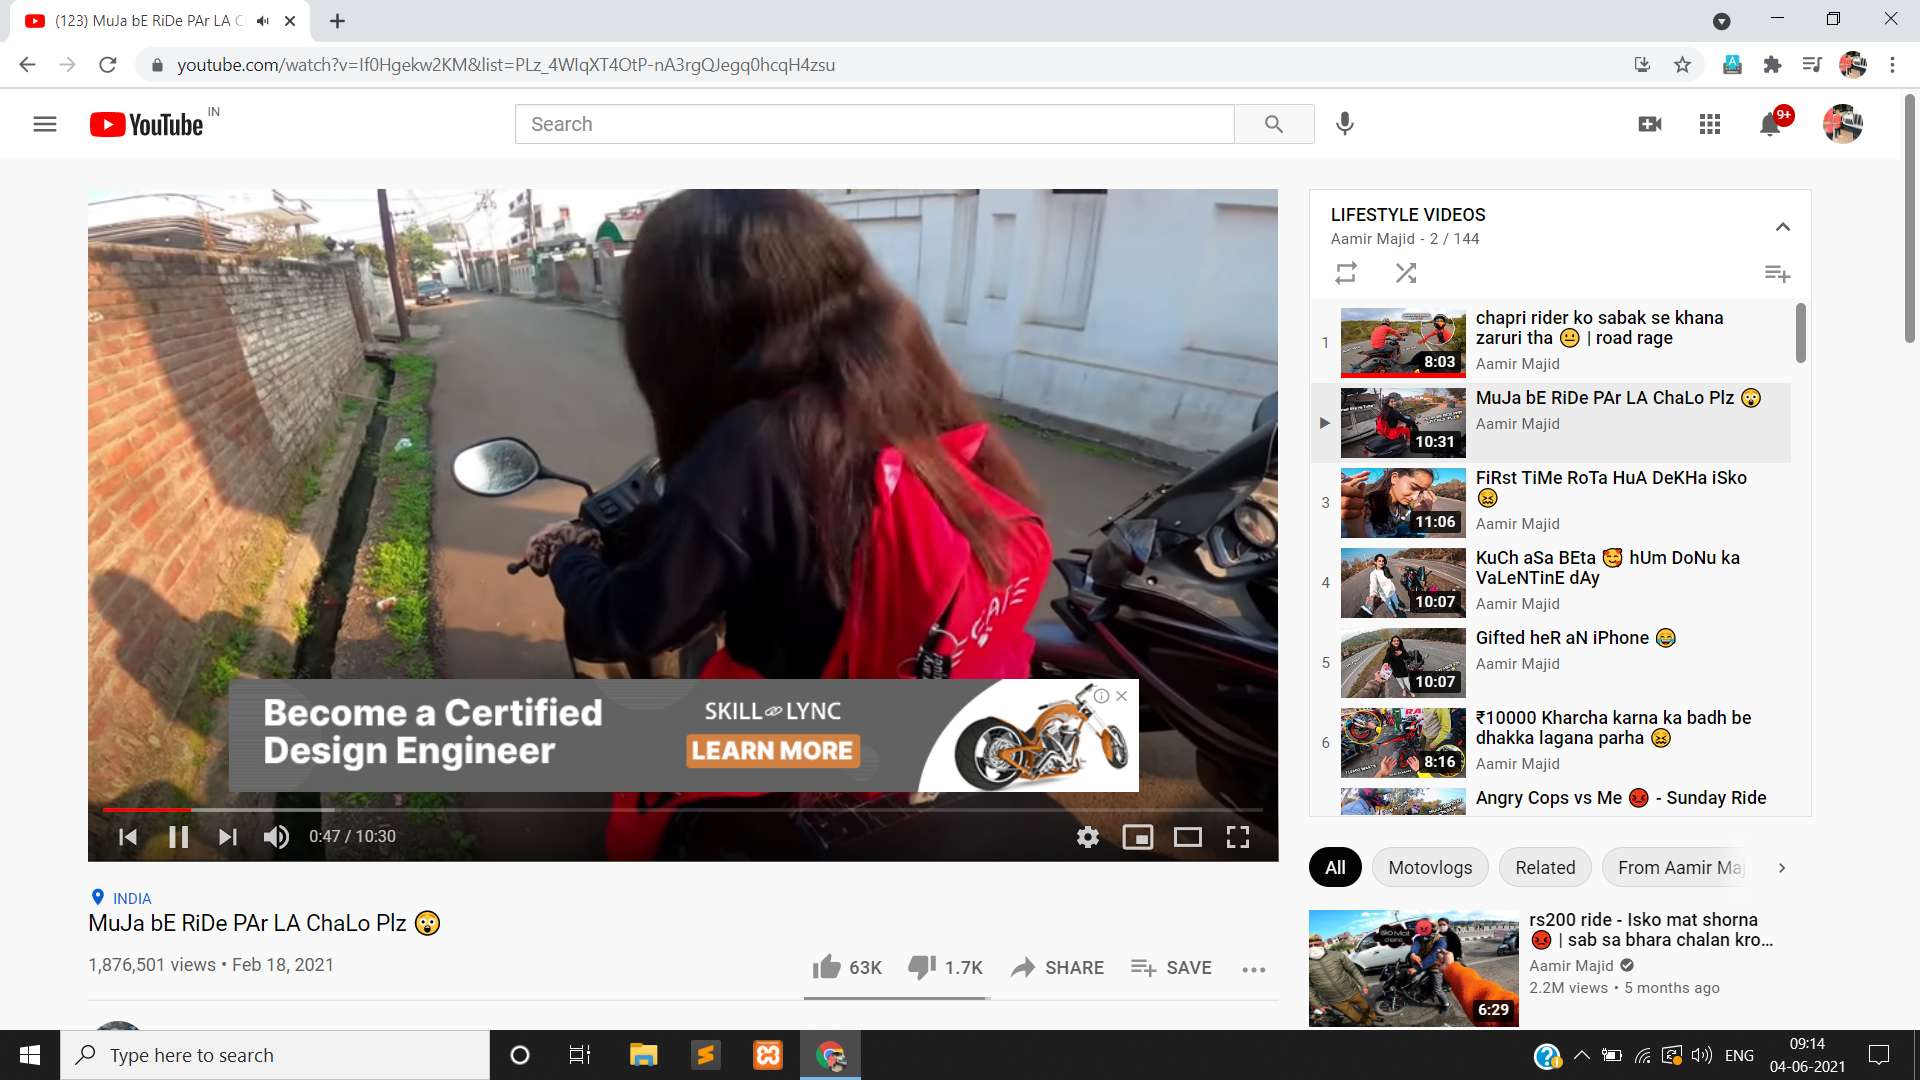 (123) MuJa bE RiDe PAr LA C
youtube.com/watch?v=If0Hgekw2KM&list=PLz_4WIqXT4OtP-nA3rgQJegq0hcqH4zsu
YouTube IN
Search
9+
LIFESTYLE VIDEOS
Aamir Majid - 2 / 144
1
8:03
chapri rider ko sabak se khana
zaruri tha 😐 | road rage
Aamir Majid
10:31
MuJa bE RiDe PAr LA ChaLo Plz 😲
Aamir Majid
3
11:06
FiRst TiMe RoTa HuA DeKHa iSko
😖
Aamir Majid
4
10:07
KuCh aSa BEta 🥰 hUm DoNu ka
VaLeNTinE dAy
Aamir Majid
5
10:07
Gifted heR aN iPhone 😂
Aamir Majid
6
8:16
₹10000 Kharcha karna ka badh be
dhakka lagana parha 😖
Aamir Majid
Angry Cops vs Me 😡 - Sunday Ride
Become a Certified
Design Engineer
SKILL LYNC
LEARN MORE
0:47 / 10:30
INDIA
MuJa bE RiDe PAr LA ChaLo Plz 😲
1,876,501 views • Feb 18, 2021
63K
1.7K
SHARE
SAVE
All
Motovlogs
Related
From Aamir Maj
6:29
rs200 ride - Isko mat shorna
😡 | sab sa bhara chalan kro...
Aamir Majid
2.2M views • 5 months ago
Type here to search
ENG
09:14
04-06-2021